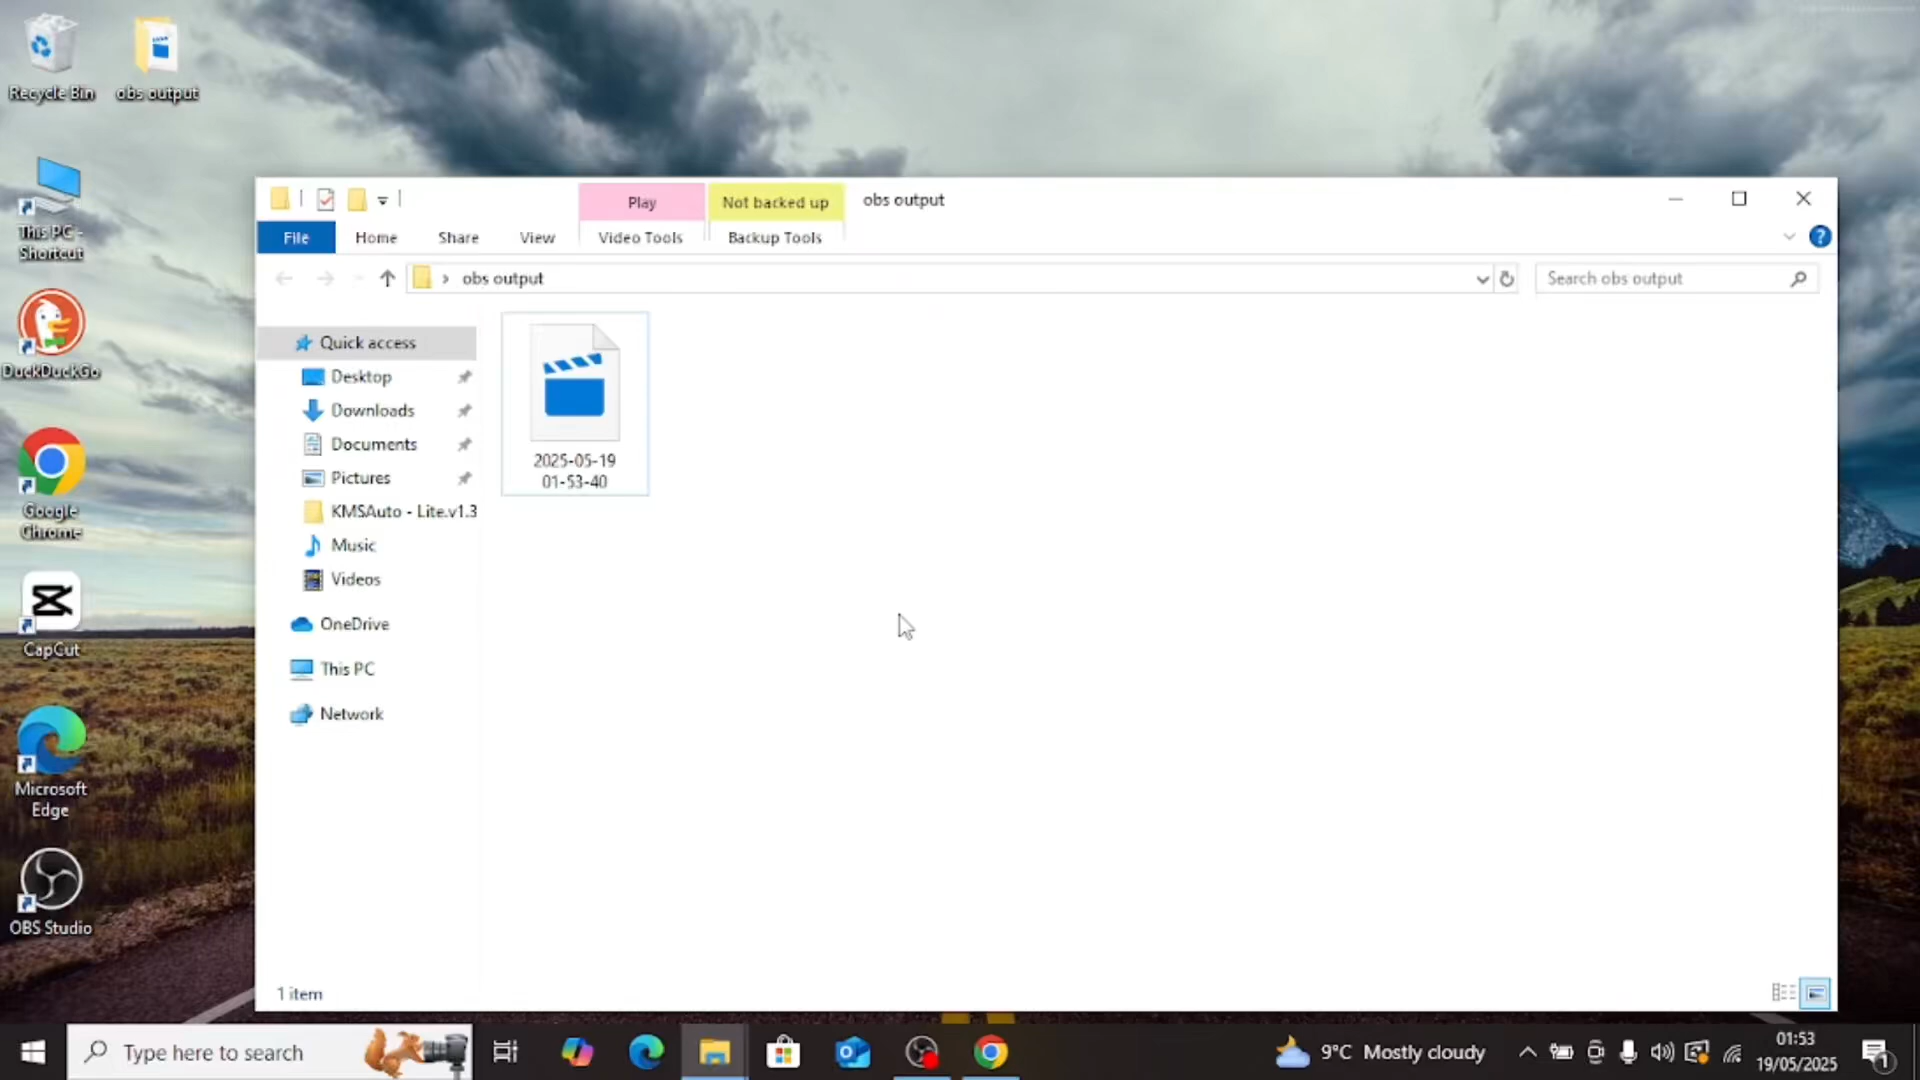 Recycle Bin
obs output
This PC -
Shortcut
DuckDuckGo
Google
Chrome
CapCut
Microsoft
Edge
OBS Studio
Play
Not backed up
obs output
File
Home
Share
View
Video Tools
Backup Tools
obs output
Search obs output
Quick access
Desktop
Downloads
Documents
Pictures
KMSAuto - Lite.v1.3
Music
Videos
OneDrive
This PC
Network
2025-05-19
01-53-40
1 item
Type here to search
9°C Mostly cloudy
01:53
19/05/2025
1